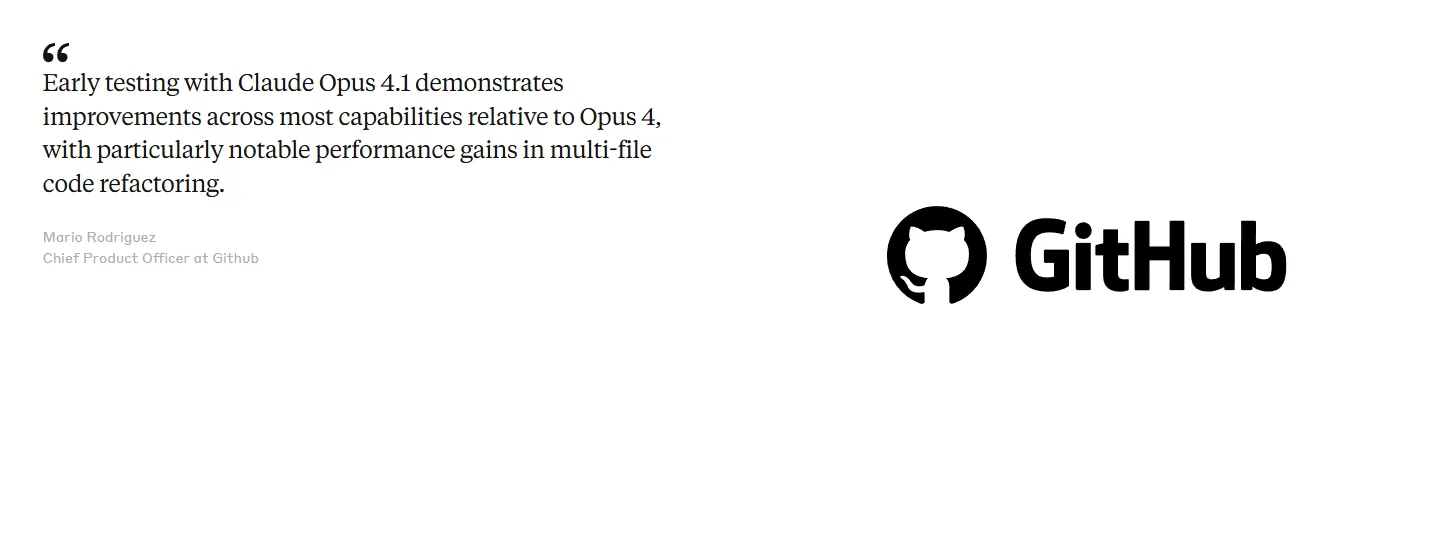 “
Early testing with Claude Opus 4.1 demonstrates
improvements across most capabilities relative to Opus 4,
with particularly notable performance gains in multi-file
code refactoring.
Mario Rodriguez
Chief Product Officer at Github
GitHub